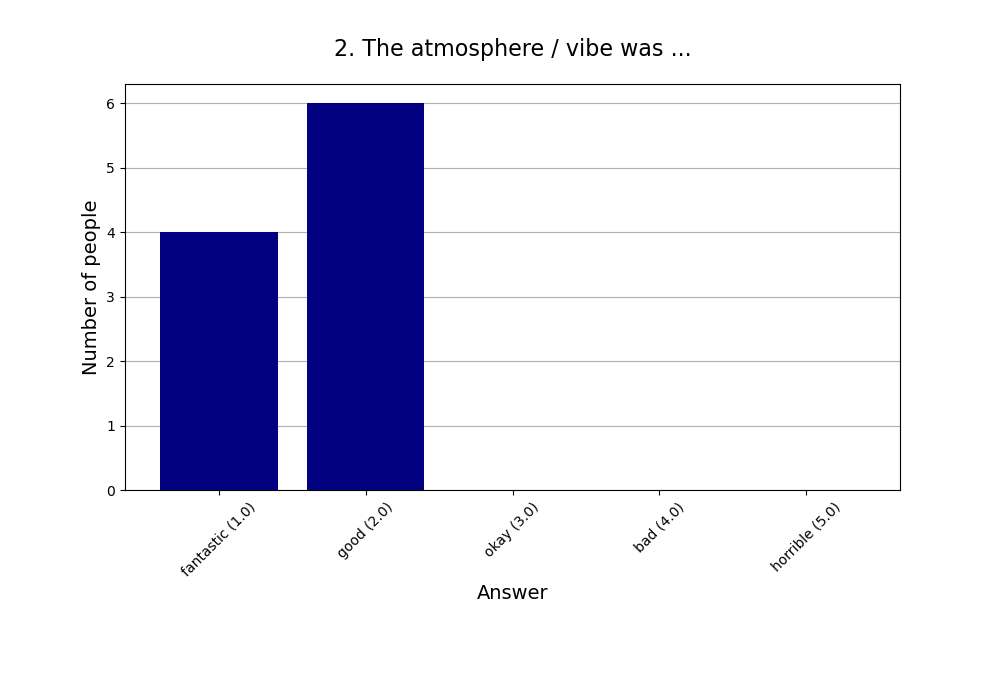 2. The atmosphere / vibe was ...
Number of people
6
5
4
3
2
1
0
fantastic (1.0)
good (2.0)
okay (3.0)
bad (4.0)
horrible (5.0)
Answer